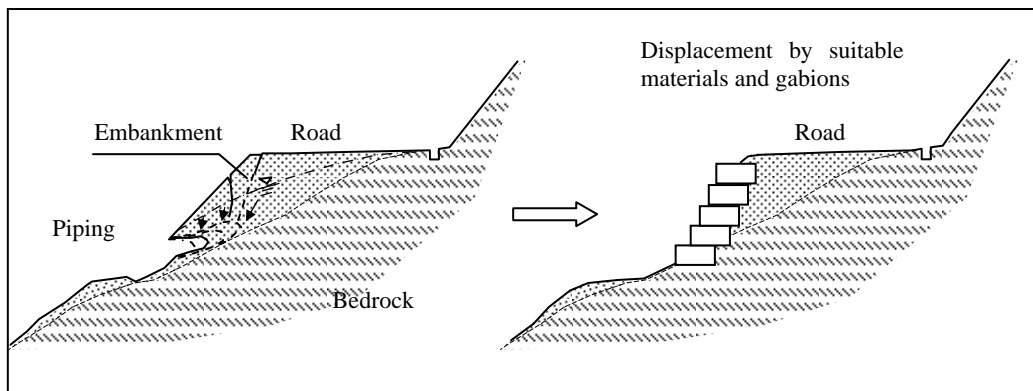 Displacement by suitable
materials and gabions
Embankment
Road
Road
Piping
Bedrock